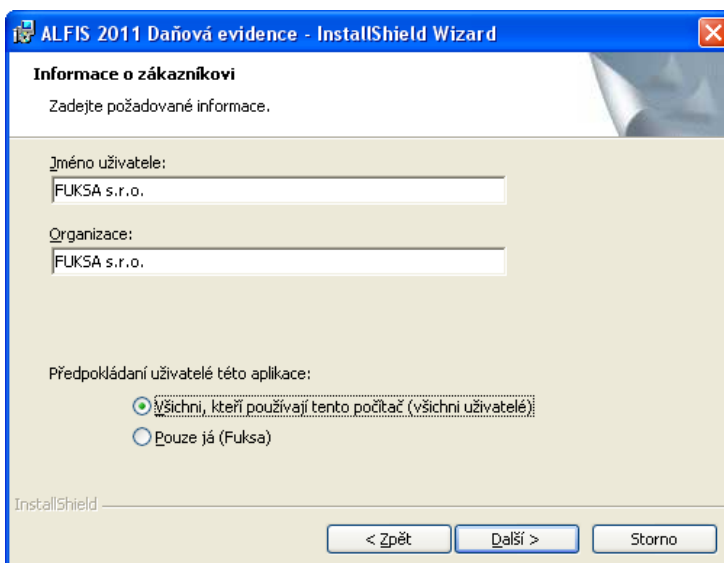 ALFIS 2011 Daňová evidence - InstallShield Wizard
Informace o zákazníkovi
Zadejte požadované informace.
Jméno uživatele:
FUKSA s.r.o.
Organizace:
FUKSA s.r.o.
Předpokládaní uživatelé této aplikace:
Všichni, kteří používají tento počítač (všichni uživatelé)
Pouze já (Fuksa)
InstallShield
< Zpět Další > Storno